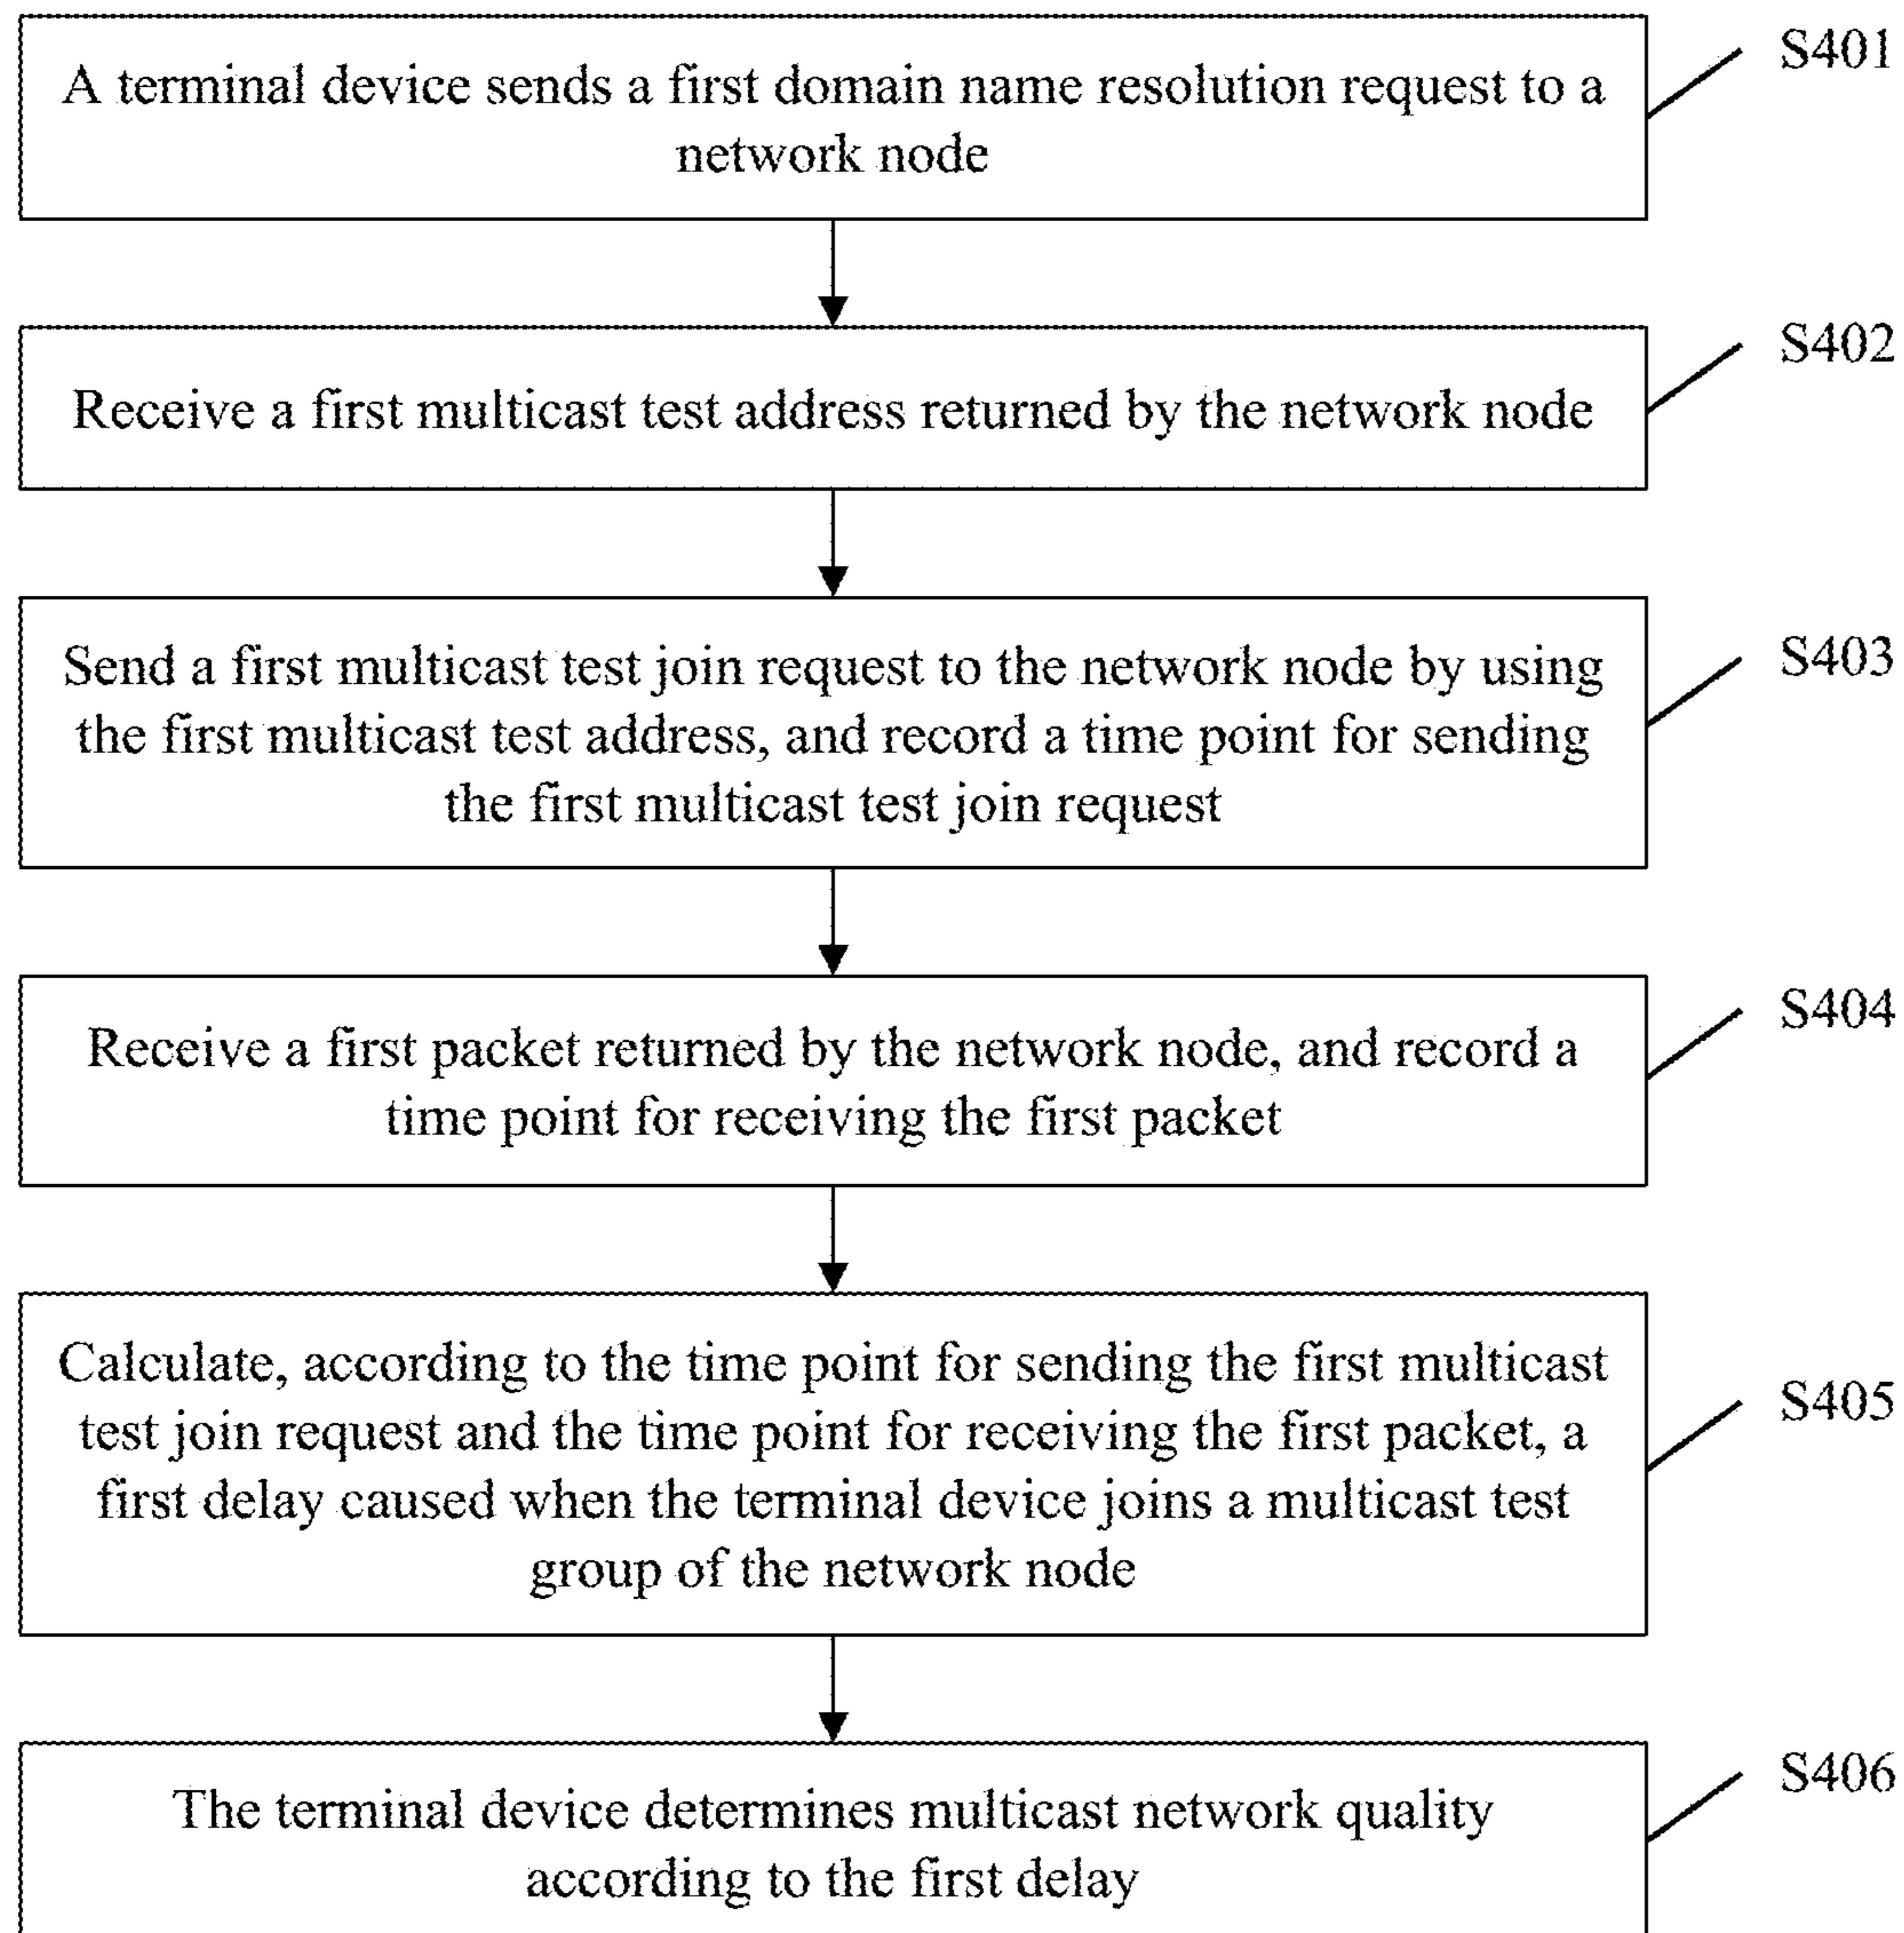 A terminal device sends a first domain name resolution request to a
network node
S401
Receive a first multicast test address returned by the network node
S402
Send a first multicast test join request to the network node by using
the first multicast test address, and record a time point for sending
the first multicast test join request
S403
Receive a first packet returned by the network node, and record a
time point for receiving the first packet
S404
Calculate, according to the time point for sending the first multicast
test join request and the time point for receiving the first packet, a
first delay caused when the terminal device joins a multicast test
group of the network node
S405
The terminal device determines multicast network quality
according to the first delay
S406